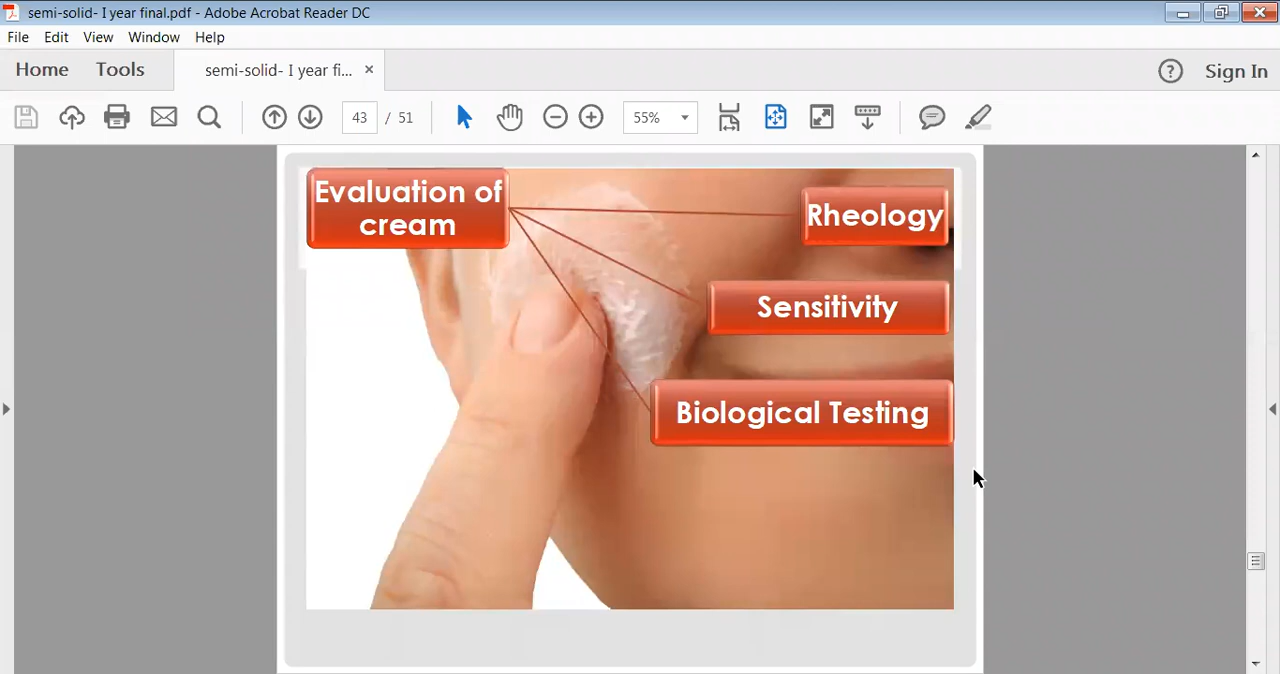 semi-solid- I year final.pdf - Adobe Acrobat Reader DC
File Edit View Window Help
Home Tools semi-solid- I year fi... × ? Sign In
43 / 51 55%
Evaluation of
cream
Rheology
Sensitivity
Biological Testing